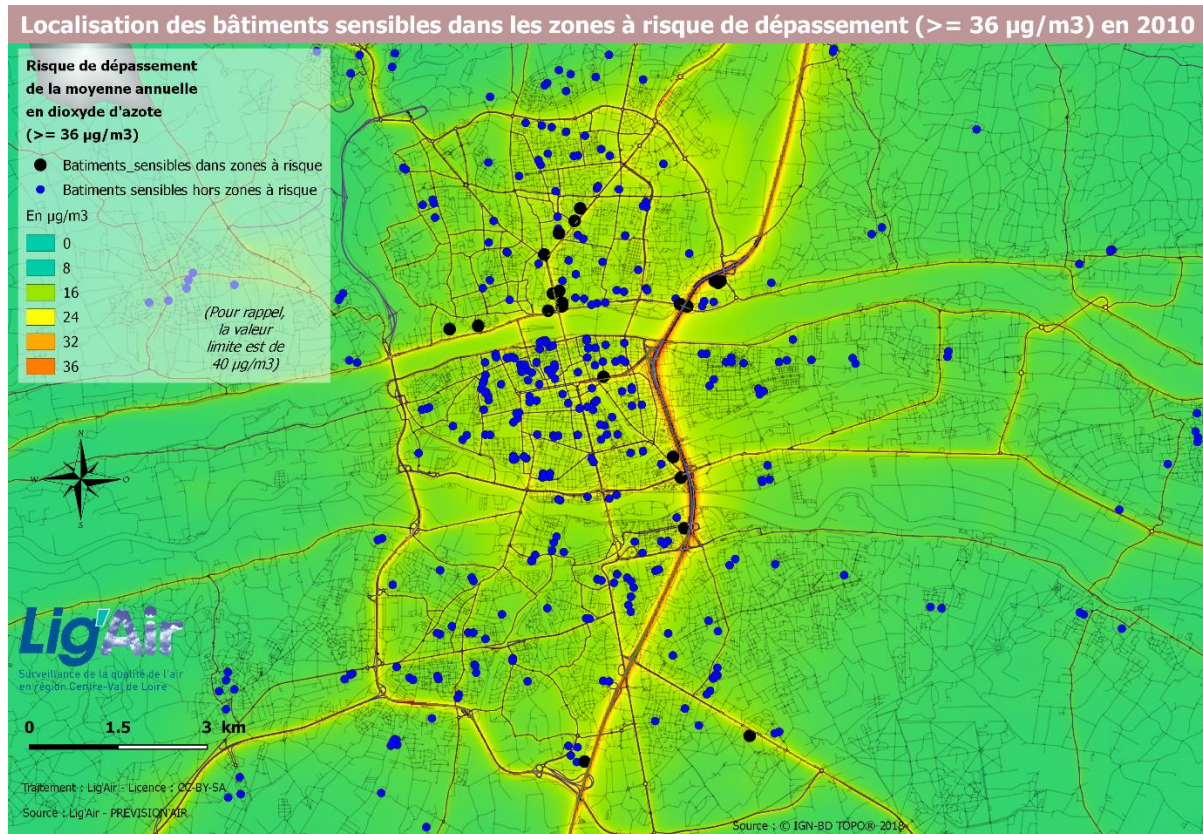 Localisation des bâtiments sensibles dans les zones à risque de dépassement (>= 36 µg/m3) en 2010
Risque de dépassement
de la moyenne annuelle
en dioxyde d'azote
(>= 36 µg/m3)
Batiments_sensibles dans zones à risque
Batiments sensibles hors zones à risque
En µg/m3
0
8
16
24
32
36
(Pour rappel,
la valeur
limite est de
40 µg/m3)
N
W
O
S
Lig'Air
Surveillance de la qualité de l'air
en région Centre-Val de Loire
0 1.5 3 km
Traitement : Lig'Air - Licence : CC-BY-SA
Source : Lig'Air - PREVISION'AIR
Source : © IGN-BD TOPO® 2018